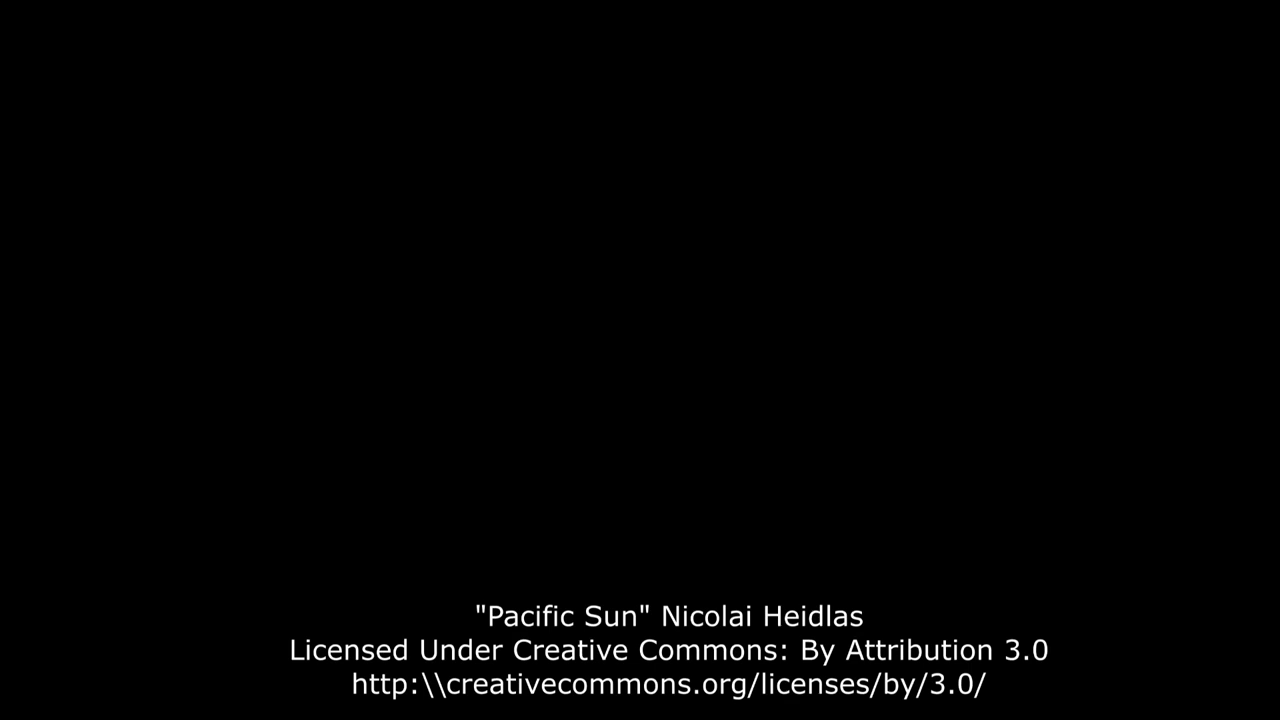 "Pacific Sun" Nicolai Heidlas
Licensed Under Creative Commons: By Attribution 3.0
http:\\creativecommons.org/licenses/by/3.0/